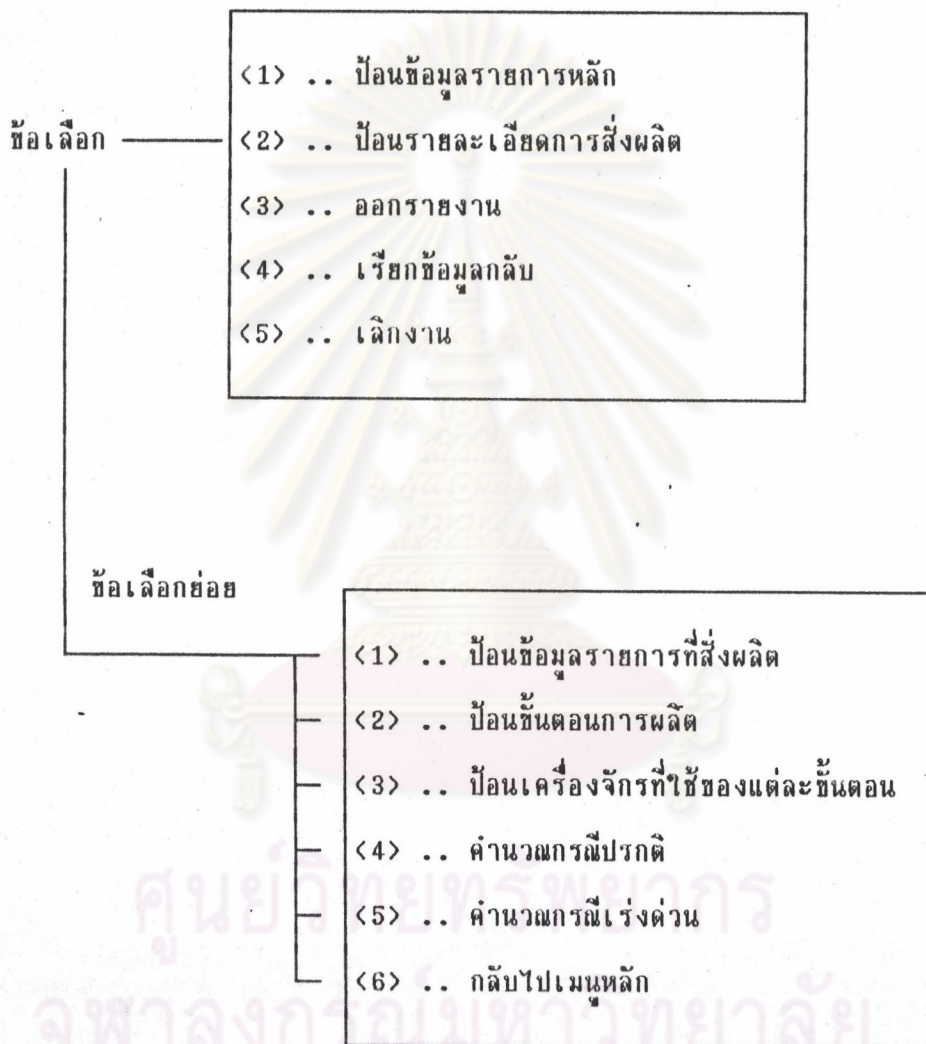 <1> .. ป้อนข้อมูลรายการหลัก
ข้อเลือก
<2> .. ป้อนรายละเอียดการสั่งผลิต
<3> .. ออกรายงาน
<4> .. เรียกข้อมูลกลับ
<5> .. เลิกงาน
ข้อเลือกย่อย
<1> .. ป้อนข้อมูลรายการที่สั่งผลิต
<2> .. ป้อนขั้นตอนการผลิต
<3> .. ป้อนเครื่องจักรที่ใช้ของแต่ละขั้นตอน
<4> .. คำนวณกรณีปรกติ
<5> .. คำนวณกรณีเร่งด่วน
<6> .. กลับไปเมนูหลัก
ศูนย์วิทยทรัพยากร
จุฬาลงกรณ์มหาวิทยาลัย